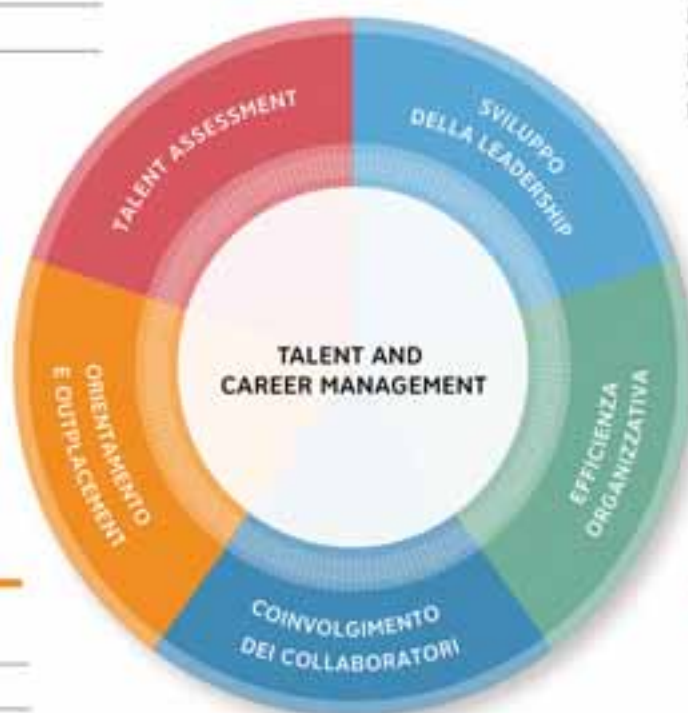 TALENT ASSESSMENT
SVILUPPO
DELLA LEADERSHIP
TALENT AND
CAREER MANAGEMENT
ORIENTAMENTO
E OUTPLACEMENT
EFFICIENZA
ORGANIZZATIVA
COINVOLGIMENTO
DEI COLLABORATORI